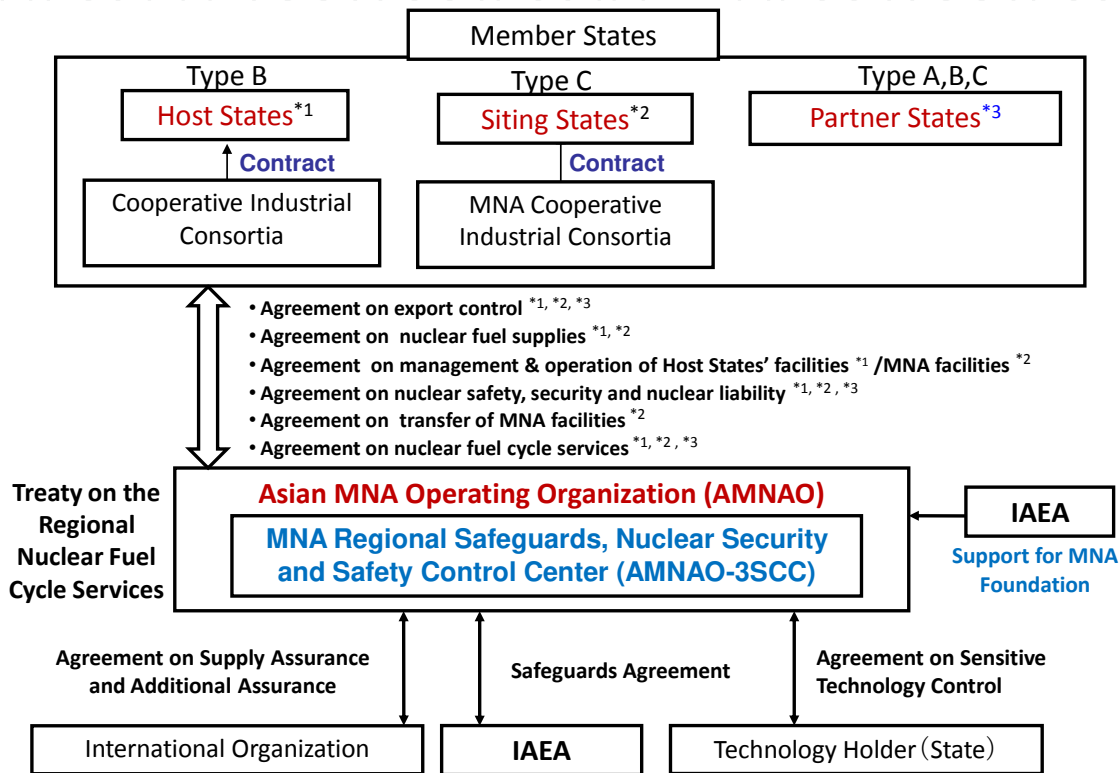 Member States
Type B
Type C
Type A,B,C
Host States*1
Siting States*2
Partner States*3
Contract
Contract
Cooperative Industrial
Consortia
MNA Cooperative
Industrial Consortia
• Agreement on export control *1, *2, *3
• Agreement on nuclear fuel supplies *1, *2
• Agreement on management & operation of Host States' facilities *1 /MNA facilities *2
• Agreement on nuclear safety, security and nuclear liability *1, *2 , *3
• Agreement on transfer of MNA facilities *2
• Agreement on nuclear fuel cycle services *1, *2 , *3
Treaty on the
Regional
Nuclear Fuel
Cycle Services
Asian MNA Operating Organization (AMNAO)
MNA Regional Safeguards, Nuclear Security
and Safety Control Center (AMNAO-3SCC)
IAEA
Support for MNA
Foundation
Agreement on Supply Assurance
and Additional Assurance
Safeguards Agreement
Agreement on Sensitive
Technology Control
International Organization
IAEA
Technology Holder（State）